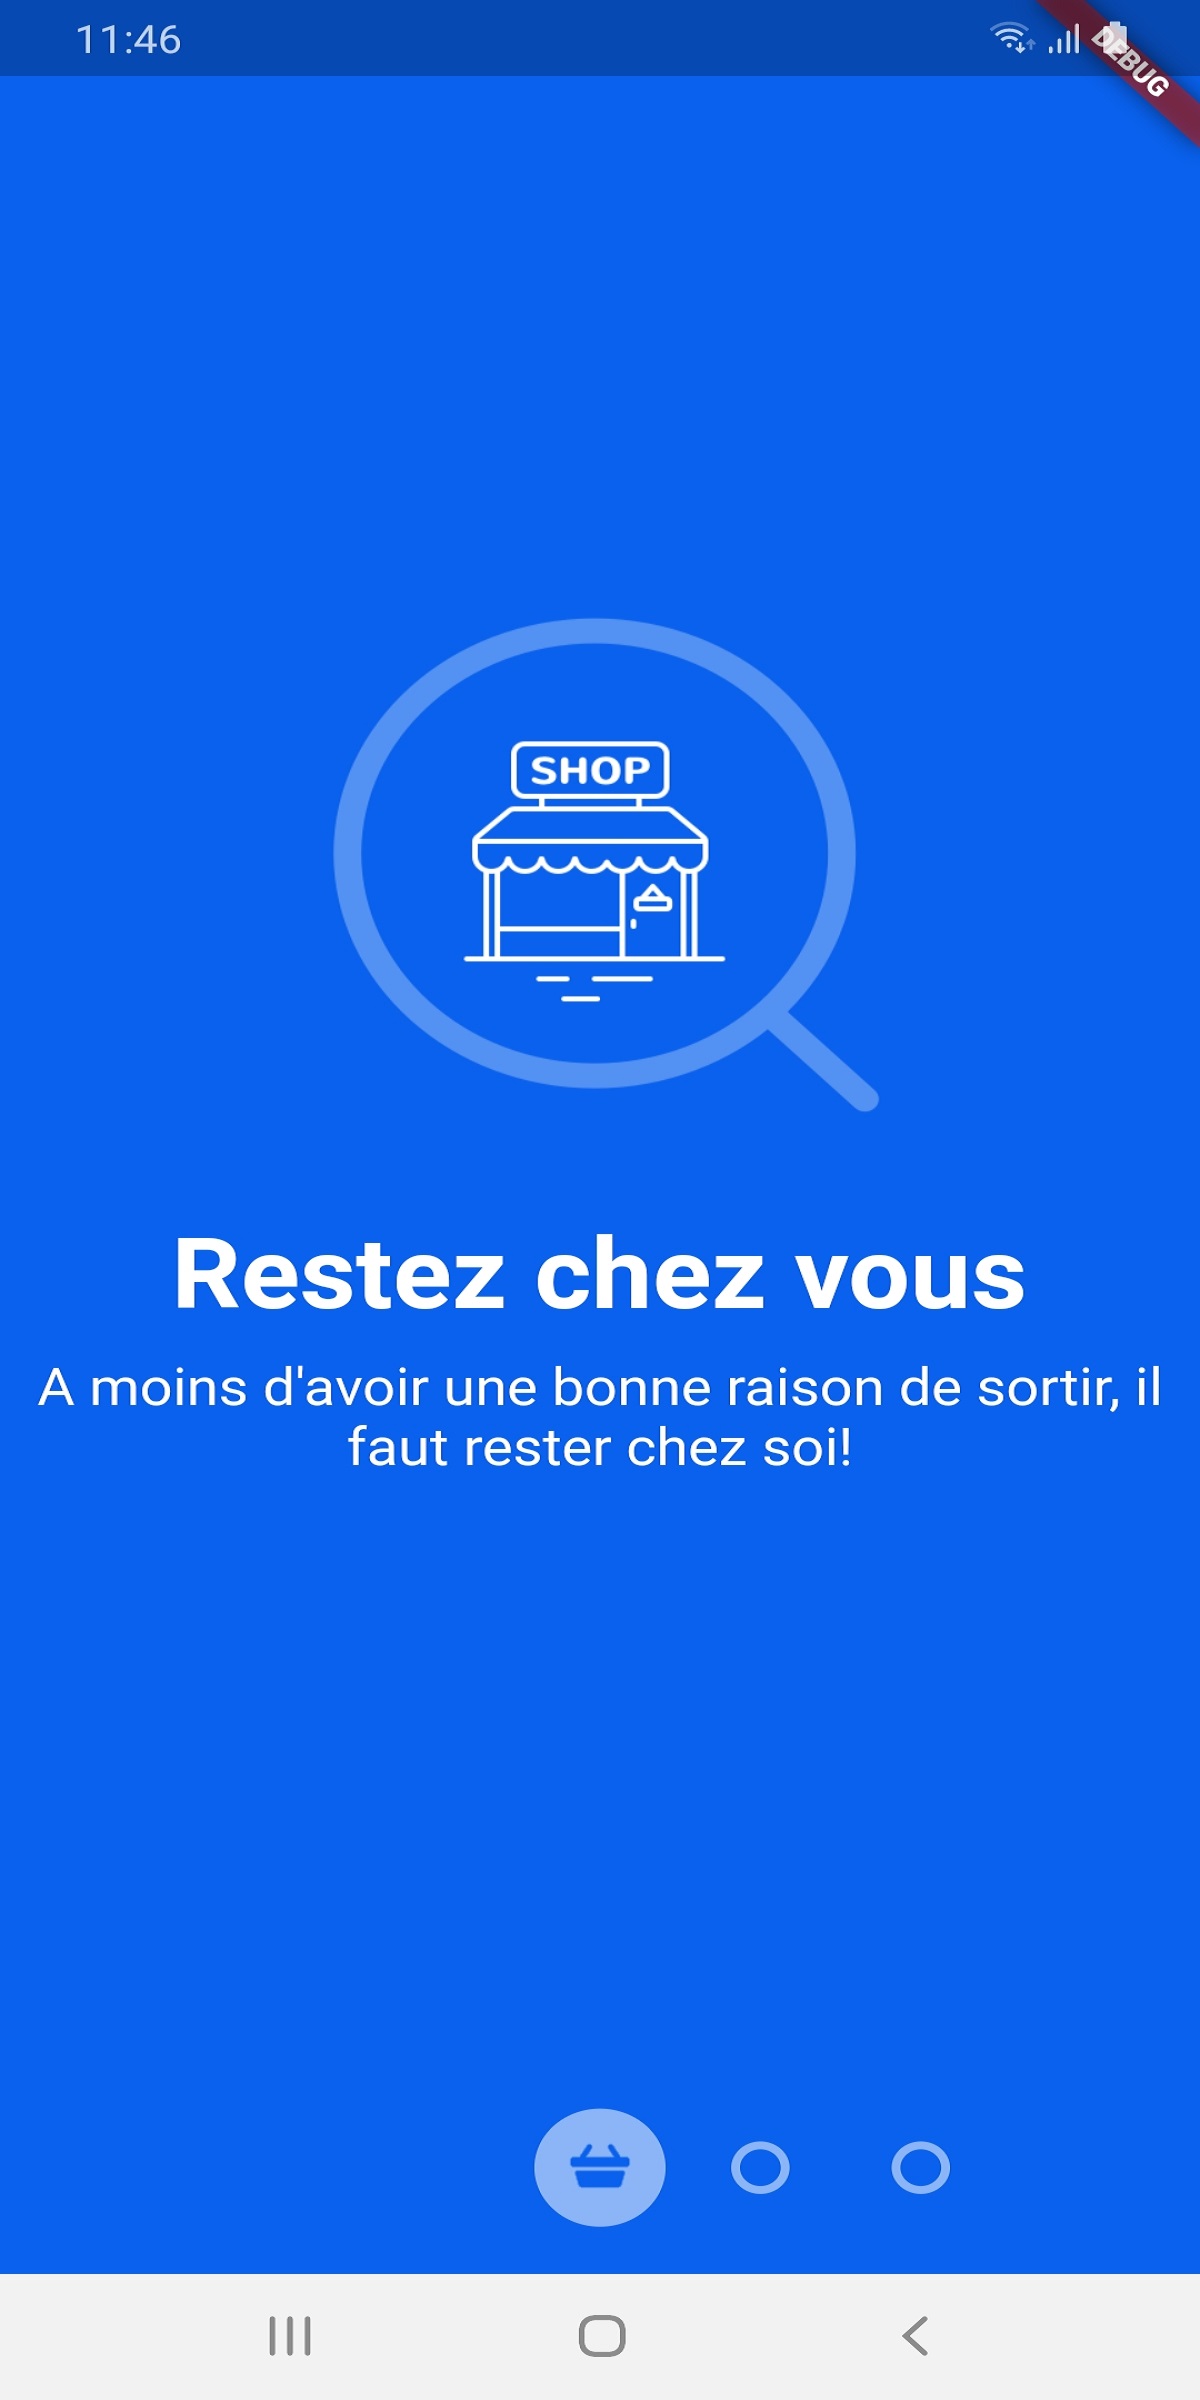 11:46
DEBUG
SHOP
Restez chez vous
A moins d'avoir une bonne raison de sortir, il
faut rester chez soi!